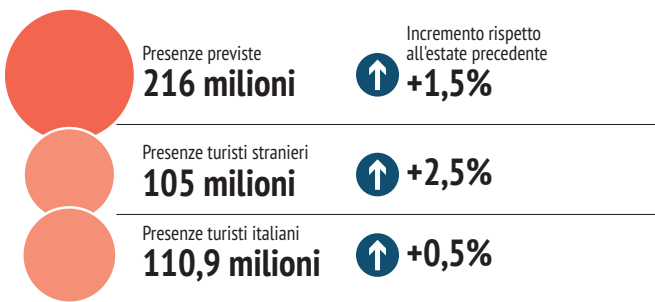 Presenze previste
216 milioni
Incremento rispetto
all'estate precedente
+1,5%
Presenze turisti stranieri
105 milioni
+2,5%
Presenze turisti italiani
110,9 milioni
+0,5%